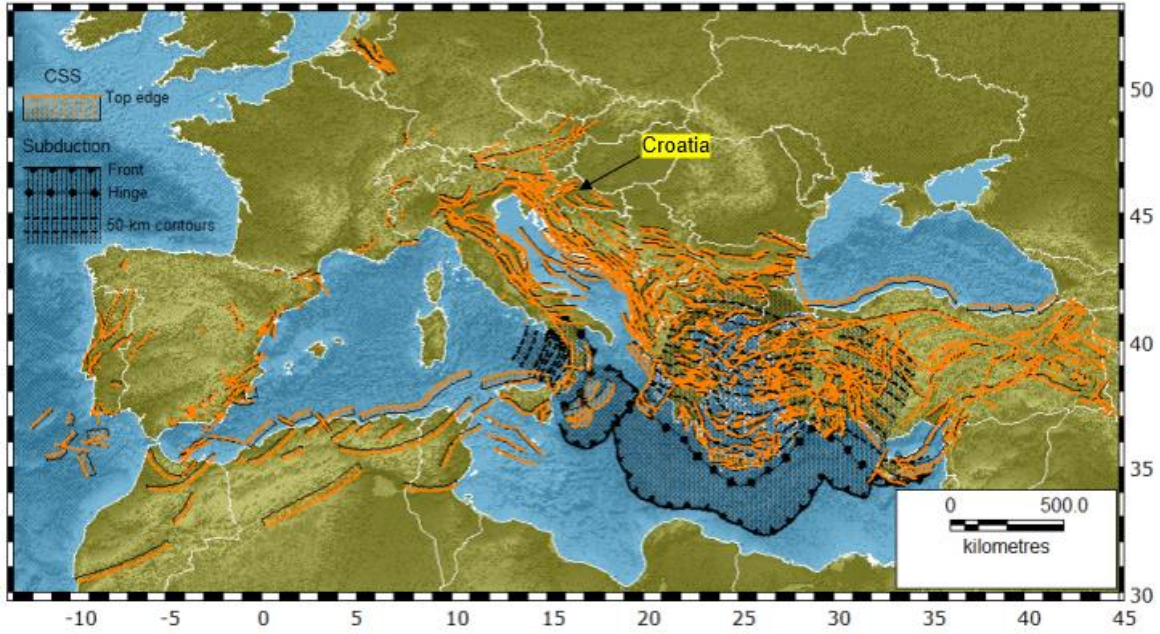 CSS
Top edge
Subduction
Front
Hinge
50-km contours
Croatia
50
45
40
35
30
0 500.0
kilometres
-10 -5 0 5 10 15 20 25 30 35 40 45